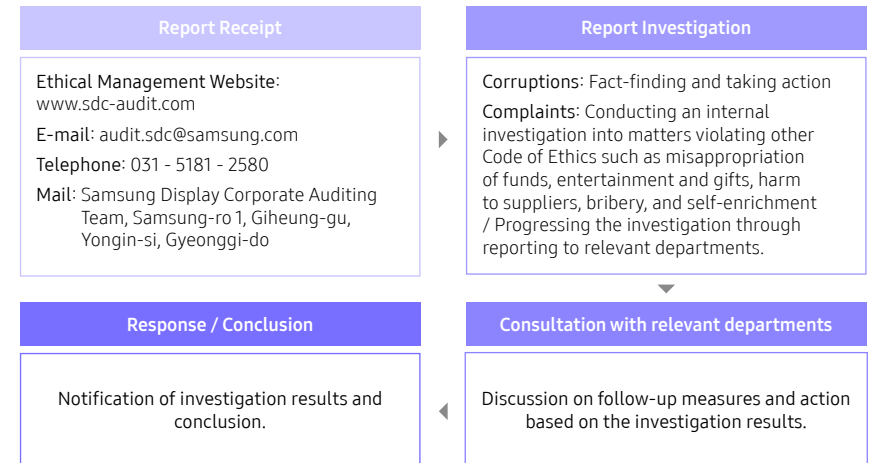 Report Receipt
Ethical Management Website:
www.sdc-audit.com
E-mail: audit.sdc@samsung.com
Telephone: 031 - 5181 - 2580
Mail: Samsung Display Corporate Auditing
Team, Samsung-ro 1, Giheung-gu,
Yongin-si, Gyeonggi-do
Report Investigation
Corruptions: Fact-finding and taking action
Complaints: Conducting an internal
investigation into matters violating other
Code of Ethics such as misappropriation
of funds, entertainment and gifts, harm
to suppliers, bribery, and self-enrichment
/ Progressing the investigation through
reporting to relevant departments.
Consultation with relevant departments
Discussion on follow-up measures and action
based on the investigation results.
Response / Conclusion
Notification of investigation results and
conclusion.